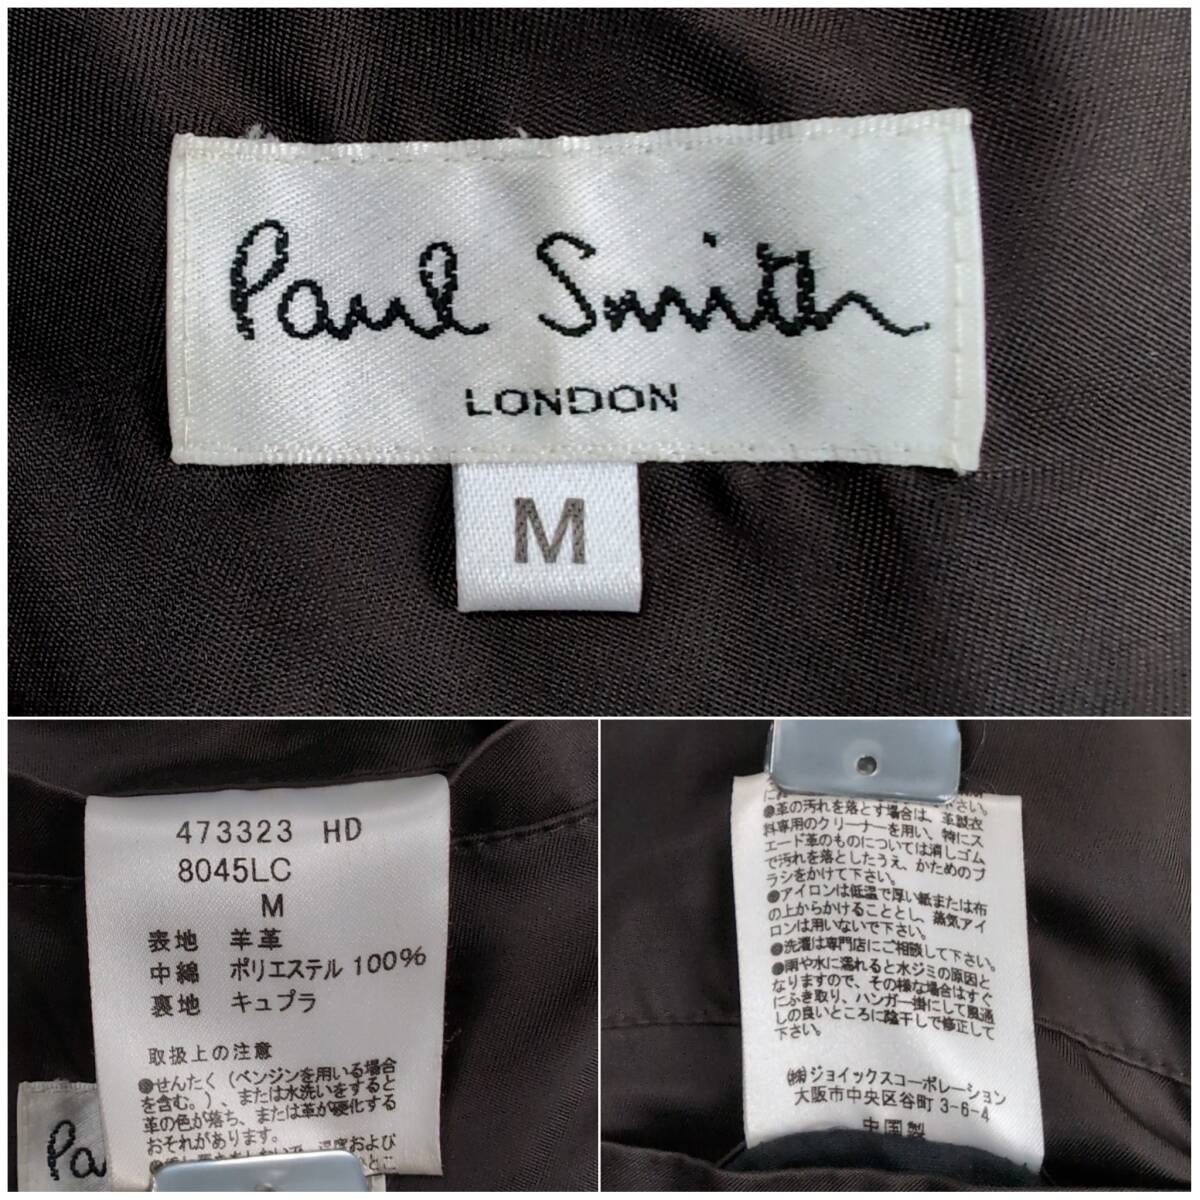 Paul Smith
LONDON
M
473323 HD
8045LC
M
表地 羊革
中綿 ポリエステル 100%
裏地 キュプラ
取扱上の注意
●せんたく（ベンジンを用いる場合
を含む。）、または水洗いをすると
革の色が落ち、または革が硬化する
おそれがあります。
温度および
Pa
下さい。
●革の汚れを落とす場合は、革製衣
料専用のクリーナーを用い、特にス
エード革のものについては消しゴム
で汚れを落としたうえ、かためのブ
ラシをかけて下さい。
●アイロンは低温で厚い紙または布
の上からかけることとし、蒸気アイ
ロンは用いないで下さい。
●洗濯は専門店にご相談して下さい。
●雨や水に濡れると水ジミの原因と
なりますので、その様な場合はすぐ
にふき取り、ハンガー掛にして風通
しの良いところに陰干しで修正して
下さい。
㈱ジョイックスコーポレーション
大阪市中央区谷町 3-6-4
中国製